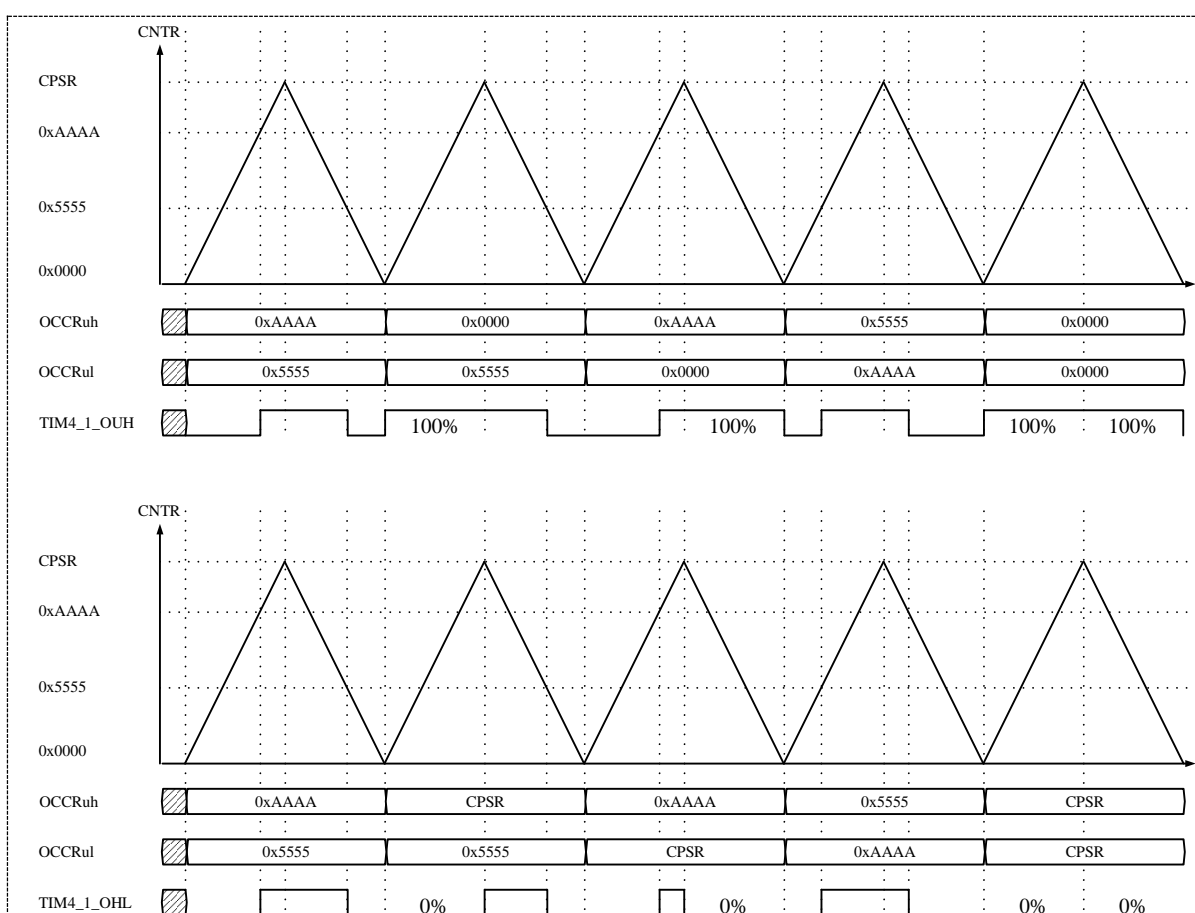 CNTR
CPSR
0xAAAA
0x5555
0x0000
OCCRuh 0xAAAA 0x0000 0xAAAA 0x5555 0x0000
OCCRul 0x5555 0x5555 0x0000 0xAAAA 0x0000
TIM4_1_OUH 100% 100% 100% 100%
CNTR
CPSR
0xAAAA
0x5555
0x0000
OCCRuh 0xAAAA CPSR 0xAAAA 0x5555 CPSR
OCCRul 0x5555 0x5555 CPSR 0xAAAA CPSR
TIM4_1_OHL 0% 0% 0% 0%